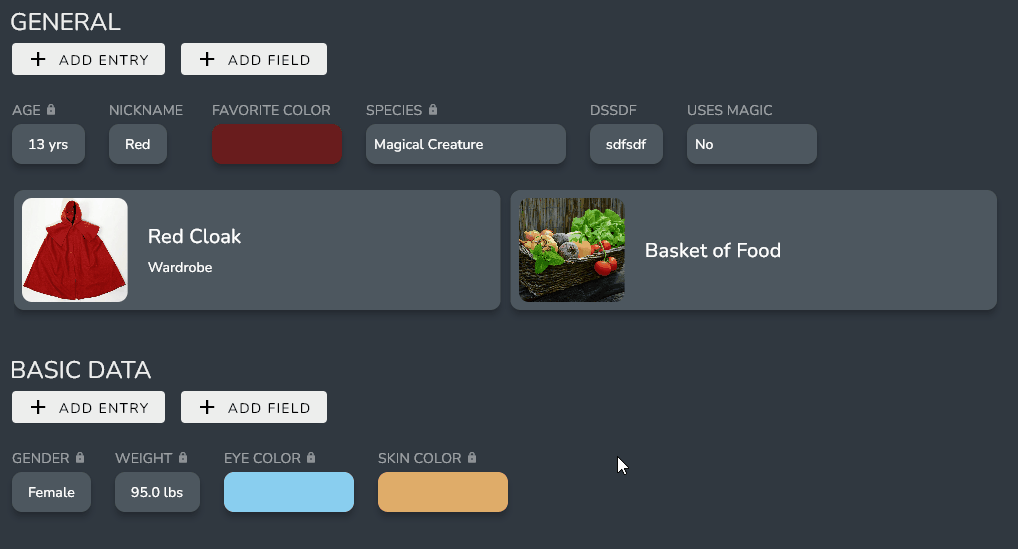 GENERAL
ADD ENTRY ADD FIELD
AGE NICKNAME FAVORITE COLOR SPECIES DSSDF USES MAGIC
13 yrs Red Magical Creature sdfsdf No
Red Cloak
Wardrobe
Basket of Food
BASIC DATA
ADD ENTRY ADD FIELD
GENDER WEIGHT EYE COLOR SKIN COLOR
Female 95.0 lbs